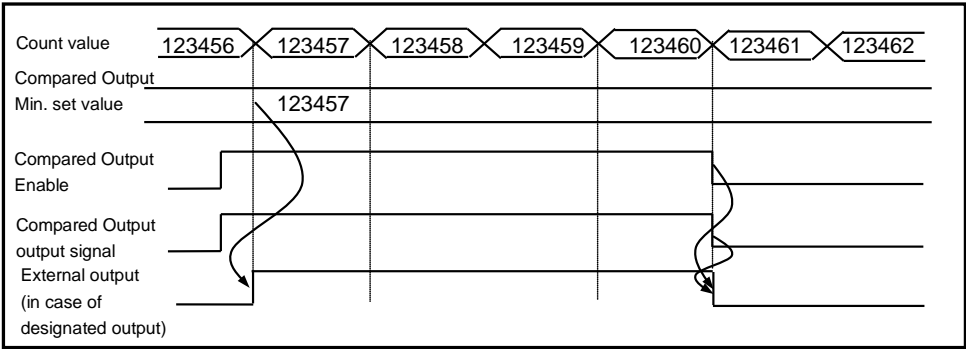 Count value 123456 123457 123458 123459 123460 123461 123462
Compared Output
Min. set value 123457
Compared Output
Enable
Compared Output
output signal
External output
(in case of
designated output)